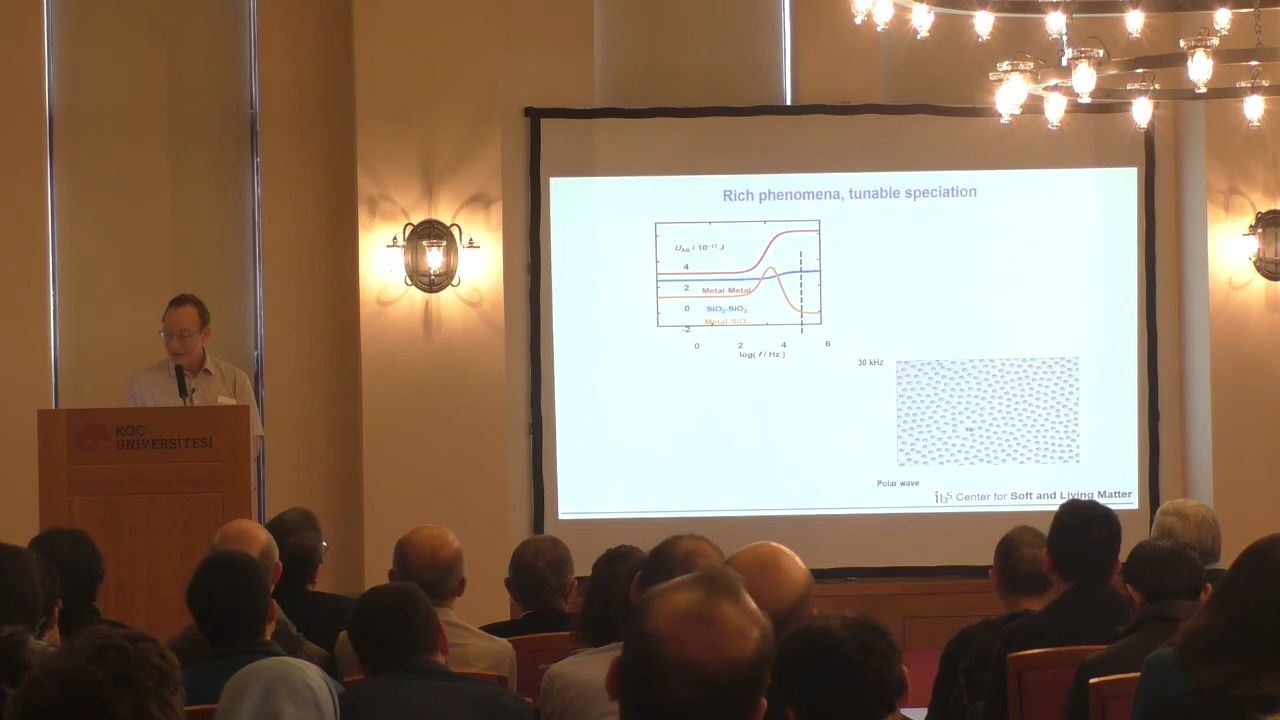 KOÇ
ÜNİVERSİTESİ
Rich phenomena, tunable speciation
U_AB / 10⁻¹⁷ J
4
2
0
-2
Metal-Metal
SiO₂-SiO₂
Metal-SiO₂
0 2 4 6
log( f / Hz )
30 kHz
Polar wave
ibs Center for Soft and Living Matter